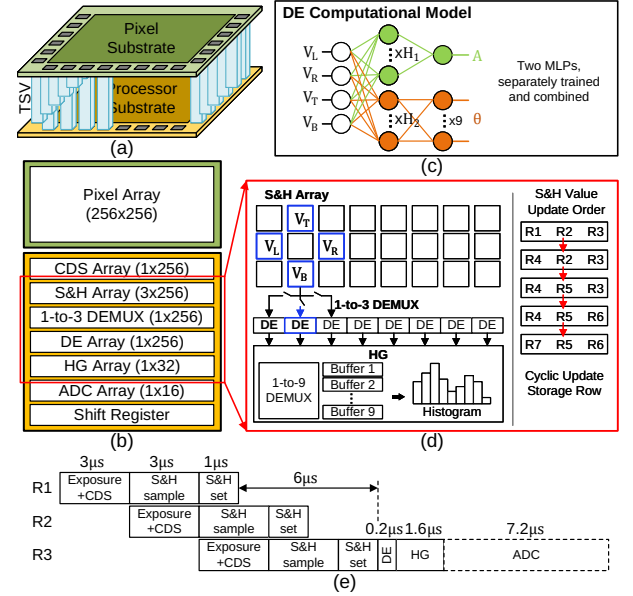 Pixel
Substrate
Processor
Substrate
TSV
(a)
DE Computational Model
V_L
V_R
V_T
V_B
xH_1
xH_2
x9
A
θ
Two MLPs,
separately trained
and combined
(c)
Pixel Array
(256x256)
CDS Array (1x256)
S&H Array (3x256)
1-to-3 DEMUX (1x256)
DE Array (1x256)
HG Array (1x32)
ADC Array (1x16)
Shift Register
(b)
S&H Array
V_T
V_L
V_R
V_B
1-to-3 DEMUX
DE DE DE DE DE DE DE DE
HG
1-to-9
DEMUX
Buffer 1
Buffer 2
Buffer 9
Histogram
(d)
S&H Value
Update Order
R1 R2 R3
R4 R2 R3
R4 R5 R3
R4 R5 R6
R7 R5 R6
Cyclic Update
Storage Row
3μs 3μs 1μs
6μs
R1
Exposure
+CDS
S&H
sample
S&H
set
R2
Exposure
+CDS
S&H
sample
S&H
set
0.2μs 1.6μs 7.2μs
R3
Exposure
+CDS
S&H
sample
S&H
set
DE
HG
ADC
(e)